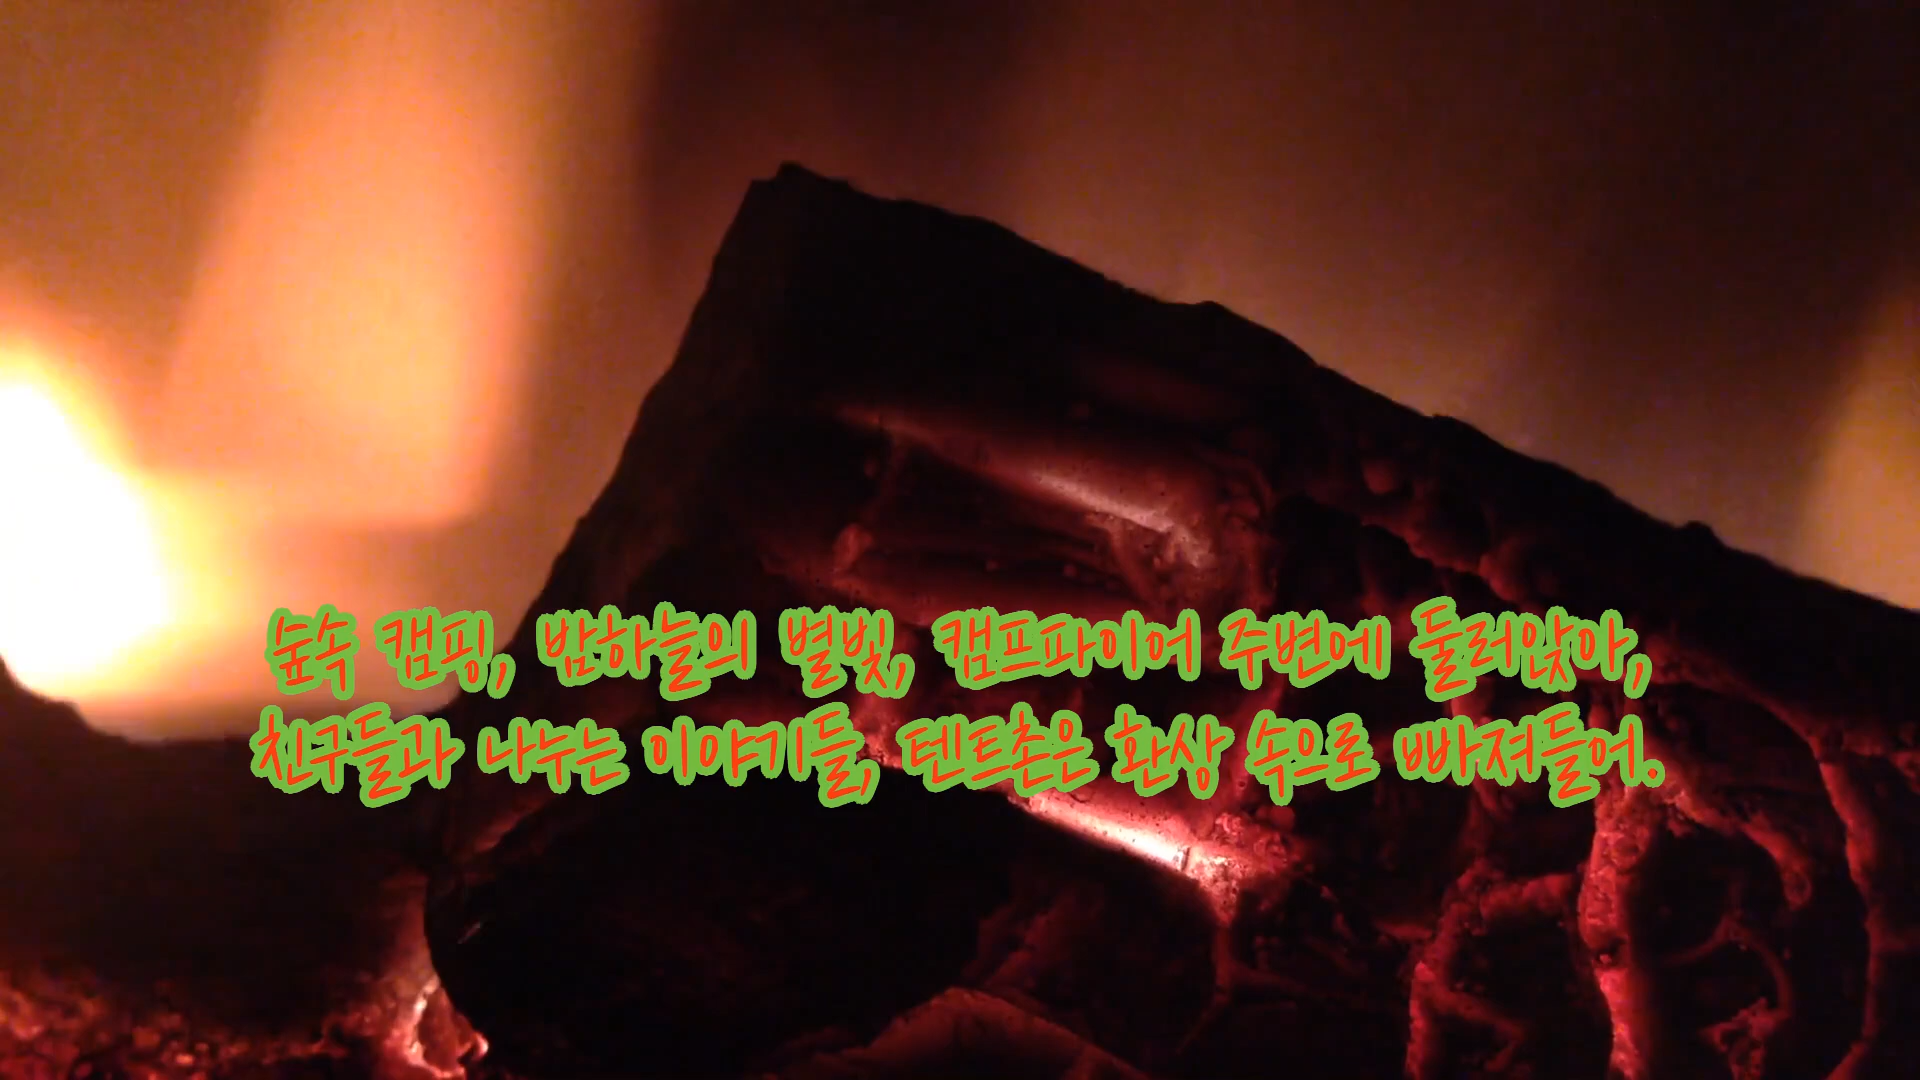 숲속 캠핑, 밤하늘의 별빛, 캠프파이어 주변에 둘러앉아,
친구들과 나누는 이야기들, 텐트촌은 환상 속으로 빠져들어.